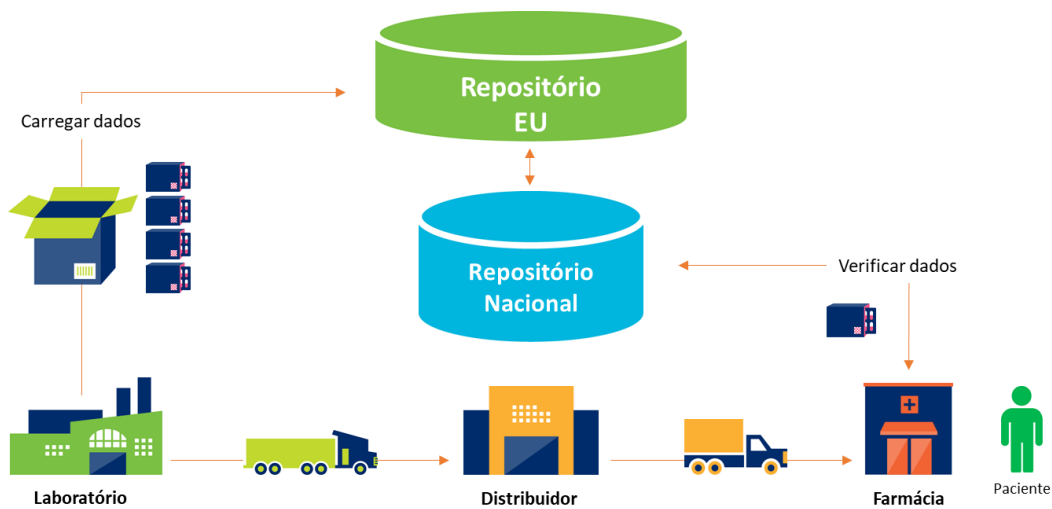 Repositório
EU
Carregar dados
Repositório
Nacional
Verificar dados
Laboratório
Distribuidor
Farmácia
Paciente